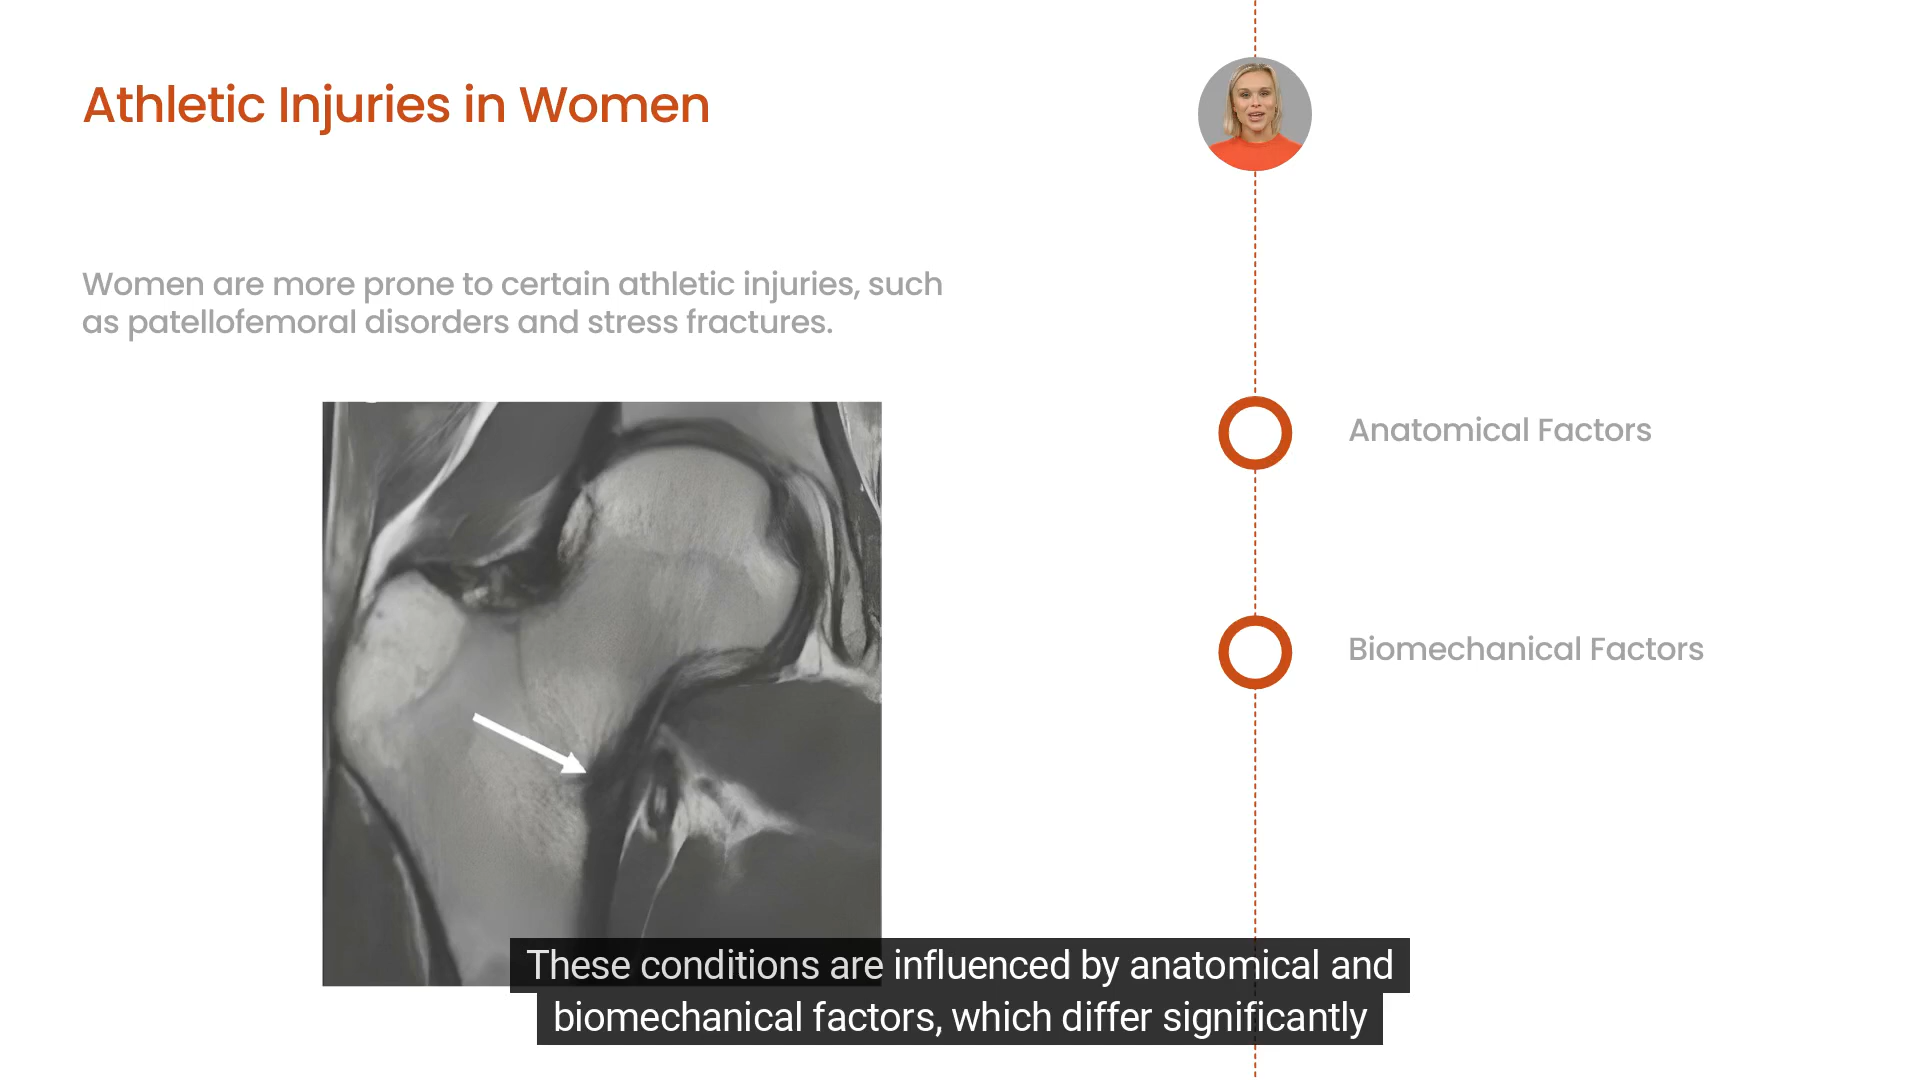 Athletic Injuries in Women
Women are more prone to certain athletic injuries, such
as patellofemoral disorders and stress fractures.
Anatomical Factors
Biomechanical Factors
These conditions are influenced by anatomical and
biomechanical factors, which differ significantly